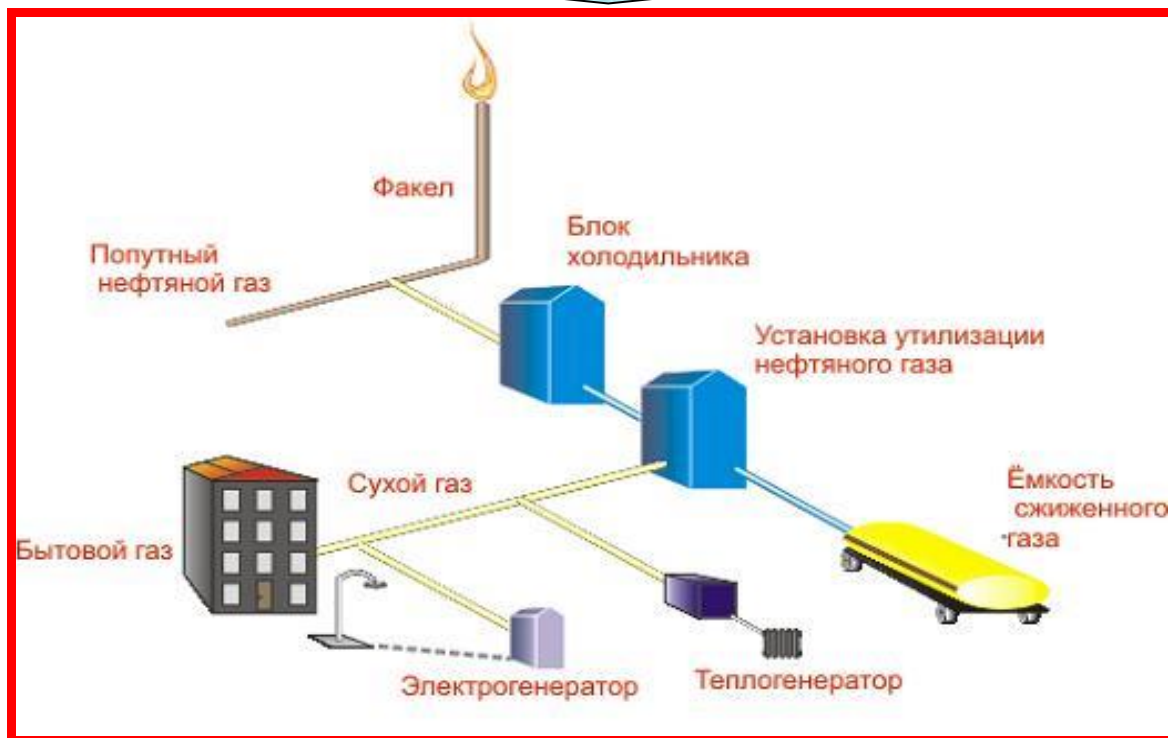 Факел
Попутный
нефтяной газ
Блок
холодильника
Установка утилизации
нефтяного газа
Сухой газ
Ёмкость
сжиженного
газа
Бытовой газ
Электрогенератор
Теплогенератор